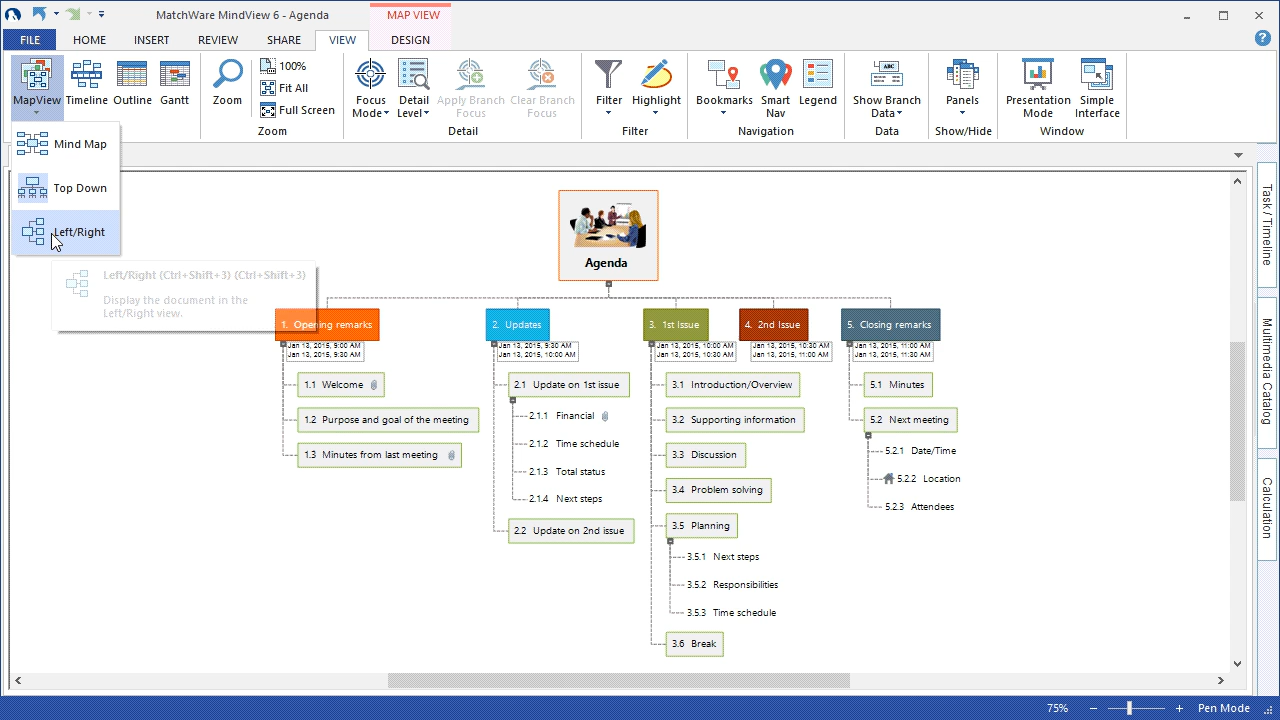 MatchWare MindView 6 - Agenda
MAP VIEW
FILE HOME INSERT REVIEW SHARE VIEW DESIGN
MapView
Timeline
Outline
Gantt
Zoom
100%
Fit All
Full Screen
Zoom
Focus Mode
Detail Level
Apply Branch Focus
Clear Branch Focus
Detail
Filter
Highlight
Filter
Bookmarks
Smart Nav
Legend
Navigation
Show Branch Data
Data
Panels
Show/Hide
Presentation Mode
Simple Interface
Window
Mind Map
Top Down
Left/Right
Left/Right (Ctrl+Shift+3) (Ctrl+Shift+3)
Display the document in the
Left/Right view.
Agenda
1. Opening remarks
Jan 13, 2015, 9:00 AM
Jan 13, 2015, 9:30 AM
1.1 Welcome
1.2 Purpose and goal of the meeting
1.3 Minutes from last meeting
2. Updates
Jan 13, 2015, 9:30 AM
Jan 13, 2015, 10:00 AM
2.1 Update on 1st issue
2.1.1 Financial
2.1.2 Time schedule
2.1.3 Total status
2.1.4 Next steps
2.2 Update on 2nd issue
3. 1st Issue
Jan 13, 2015, 10:00 AM
Jan 13, 2015, 10:30 AM
3.1 Introduction/Overview
3.2 Supporting information
3.3 Discussion
3.4 Problem solving
3.5 Planning
3.5.1 Next steps
3.5.2 Responsibilities
3.5.3 Time schedule
3.6 Break
4. 2nd Issue
Jan 13, 2015, 10:30 AM
Jan 13, 2015, 11:00 AM
5. Closing remarks
Jan 13, 2015, 11:00 AM
Jan 13, 2015, 11:30 AM
5.1 Minutes
5.2 Next meeting
5.2.1 Date/Time
5.2.2 Location
5.2.3 Attendees
Task / Timeline
Multimedia Catalog
Calculation
75%
Pen Mode